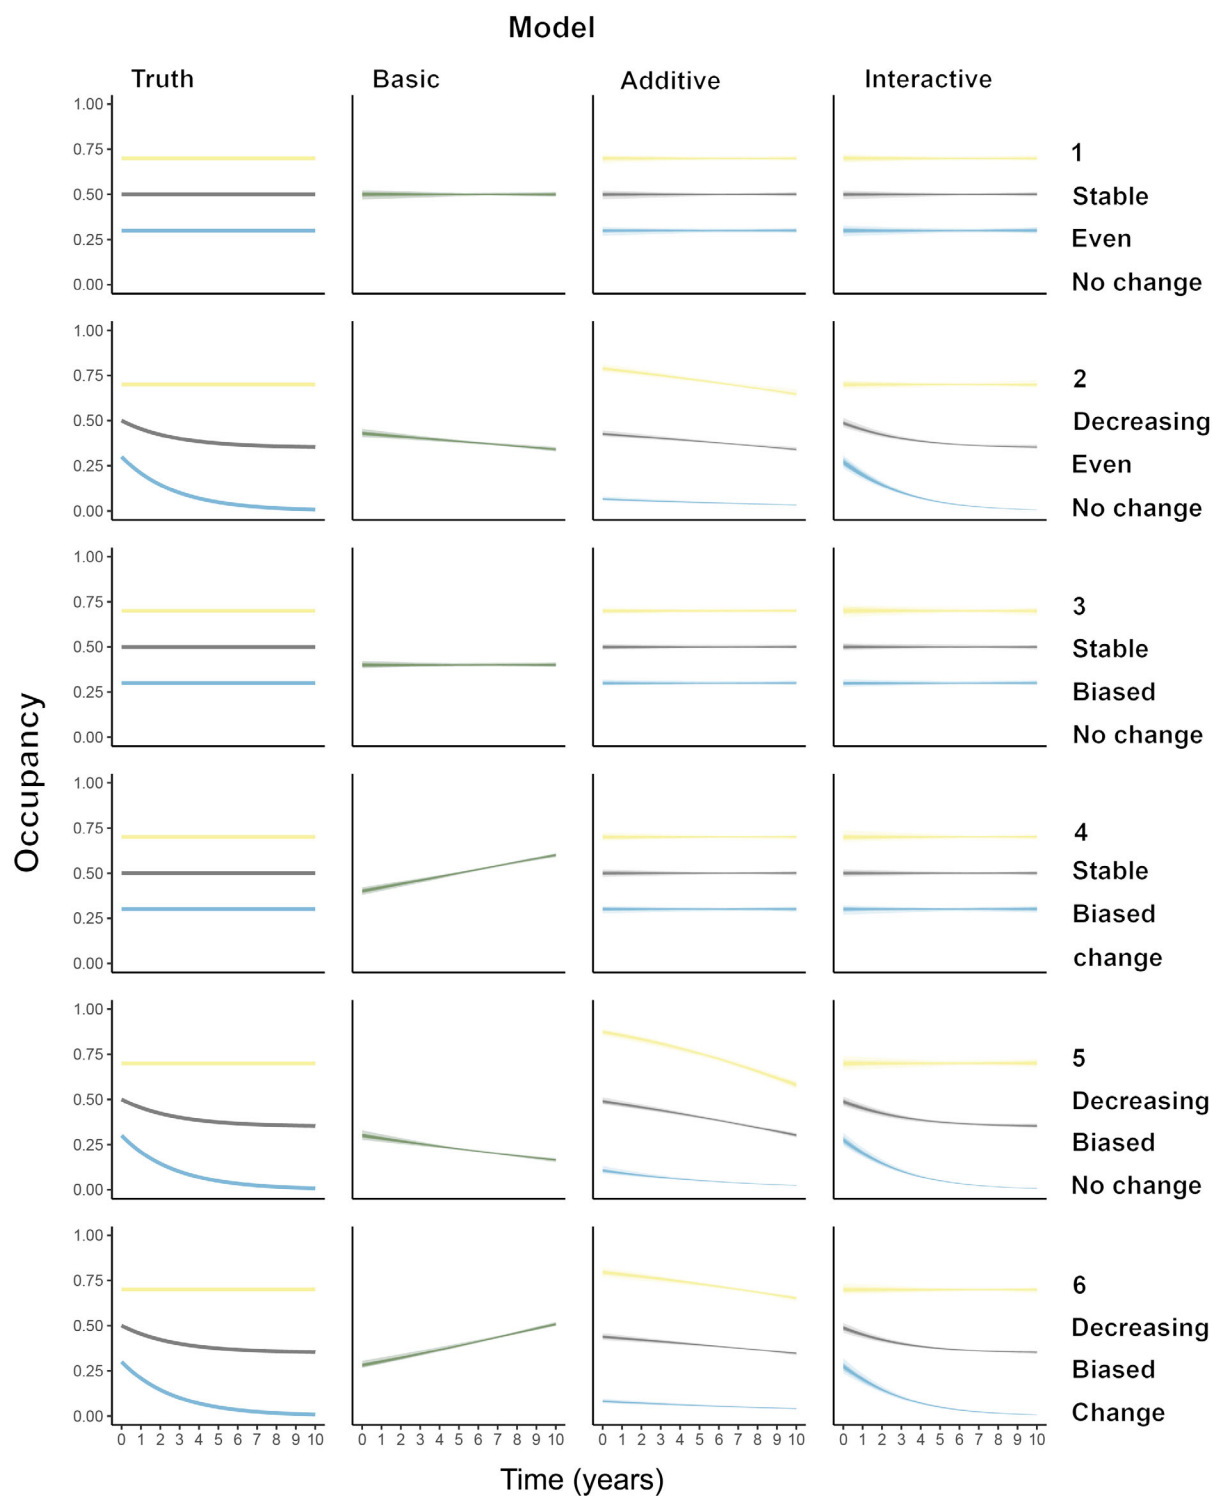 Model
Truth Basic Additive Interactive
1.00
0.75
0.50
0.25
0.00
1
Stable
Even
No change
1.00
0.75
0.50
0.25
0.00
2
Decreasing
Even
No change
1.00
0.75
0.50
0.25
0.00
3
Stable
Biased
No change
Occupancy
1.00
0.75
0.50
0.25
0.00
4
Stable
Biased
change
1.00
0.75
0.50
0.25
0.00
5
Decreasing
Biased
No change
1.00
0.75
0.50
0.25
0.00
6
Decreasing
Biased
Change
0 1 2 3 4 5 6 7 8 9 10 0 1 2 3 4 5 6 7 8 9 10 0 1 2 3 4 5 6 7 8 9 10 0 1 2 3 4 5 6 7 8 9 10
Time (years)